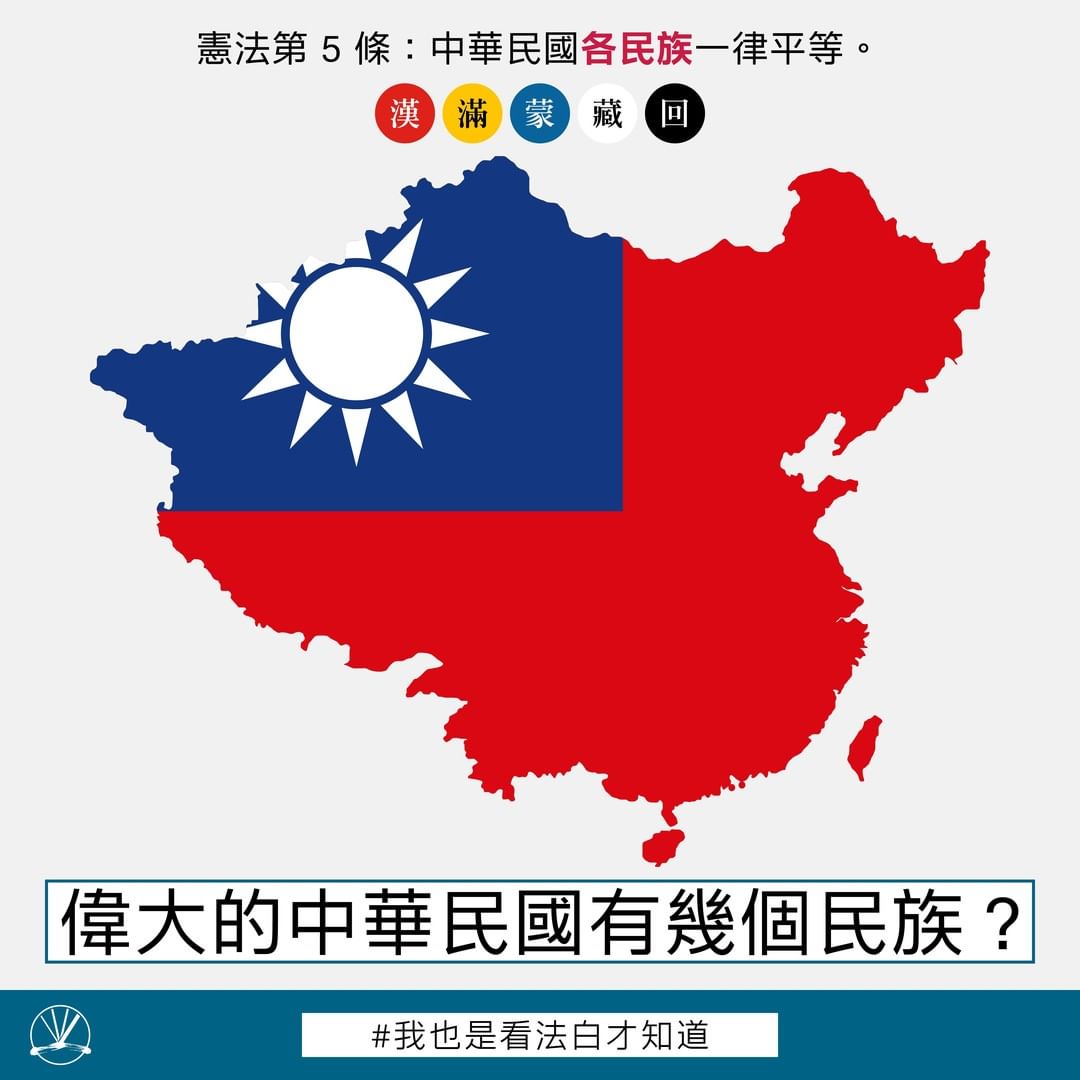 憲法第 5 條：中華民國各民族一律平等。
漢 滿 蒙 藏 回
偉大的中華民國有幾個民族？
#我也是看法白才知道